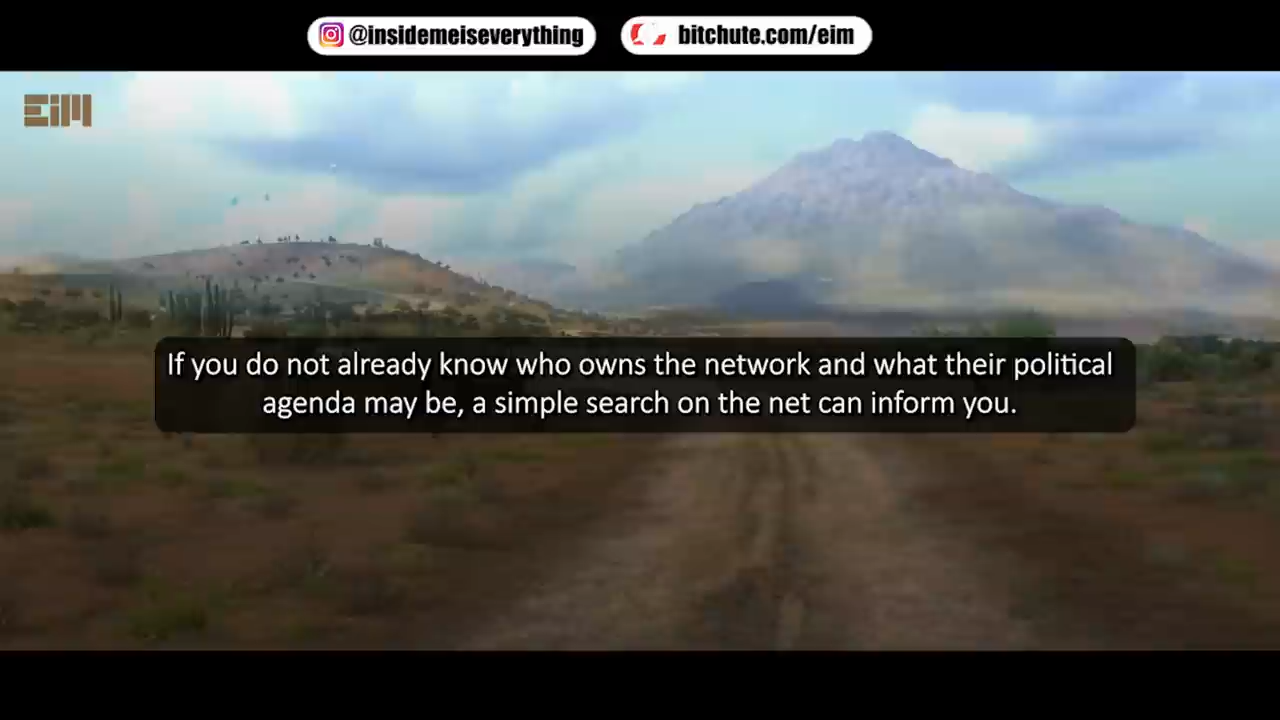 @insidemeiseverything
bitchute.com/eim
EiM
If you do not already know who owns the network and what their political
agenda may be, a simple search on the net can inform you.